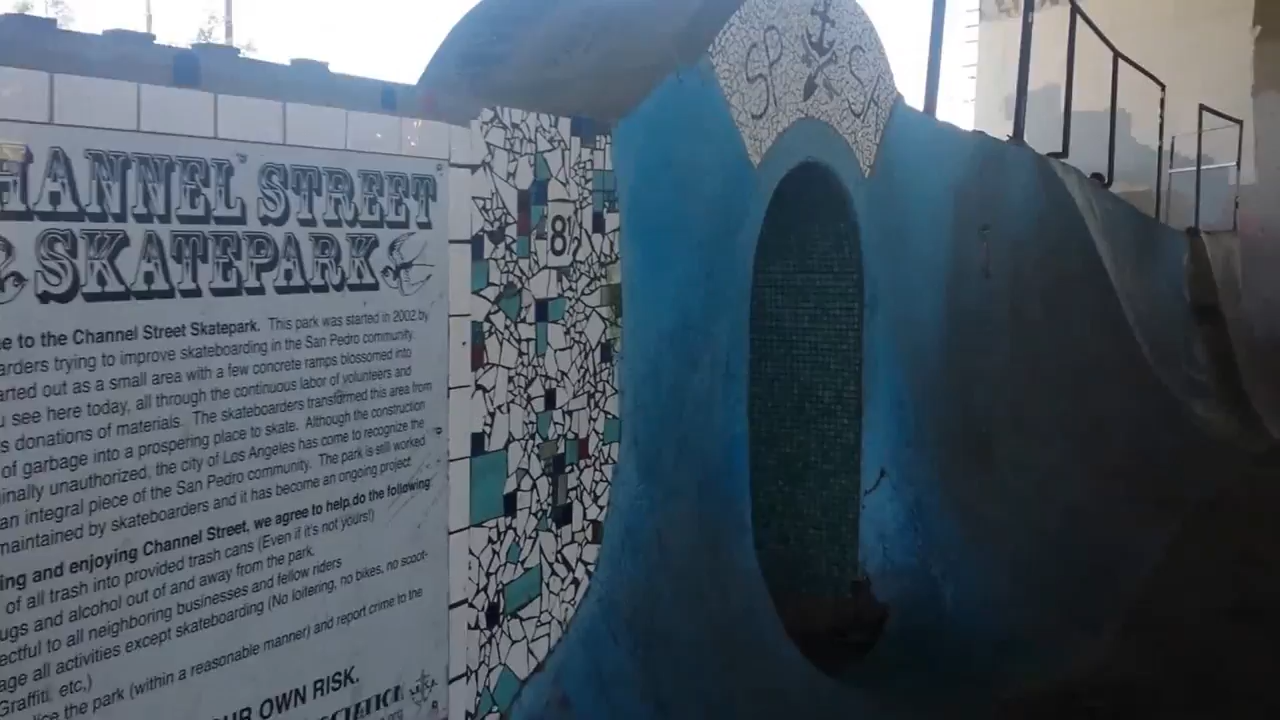 HANNEL STREET
SKATEPARK
e to the Channel Street Skatepark. This park was started in 2002 by
arders trying to improve skateboarding in the San Pedro community.
arted out as a small area with a few concrete ramps blossomed into
u see here today, all through the continuous labor of volunteers and
s donations of materials. The skateboarders transformed this area from
of garbage into a prospering place to skate. Although the construction
ginally unauthorized, the city of Los Angeles has come to recognize the
an integral piece of the San Pedro community. The park is still worked
maintained by skateboarders and it has become an ongoing project.
ing and enjoying Channel Street, we agree to help do the following:
of all trash into provided trash cans (Even if it's not yours!)
ugs and alcohol out of and away from the park.
ectful to all neighboring businesses and fellow riders
age all activities except skateboarding (No loitering, no bikes, no scoot-
Graffiti, etc.)
lice the park (within a reasonable manner) and report crime to the
UR OWN RISK.
8½
SP SA